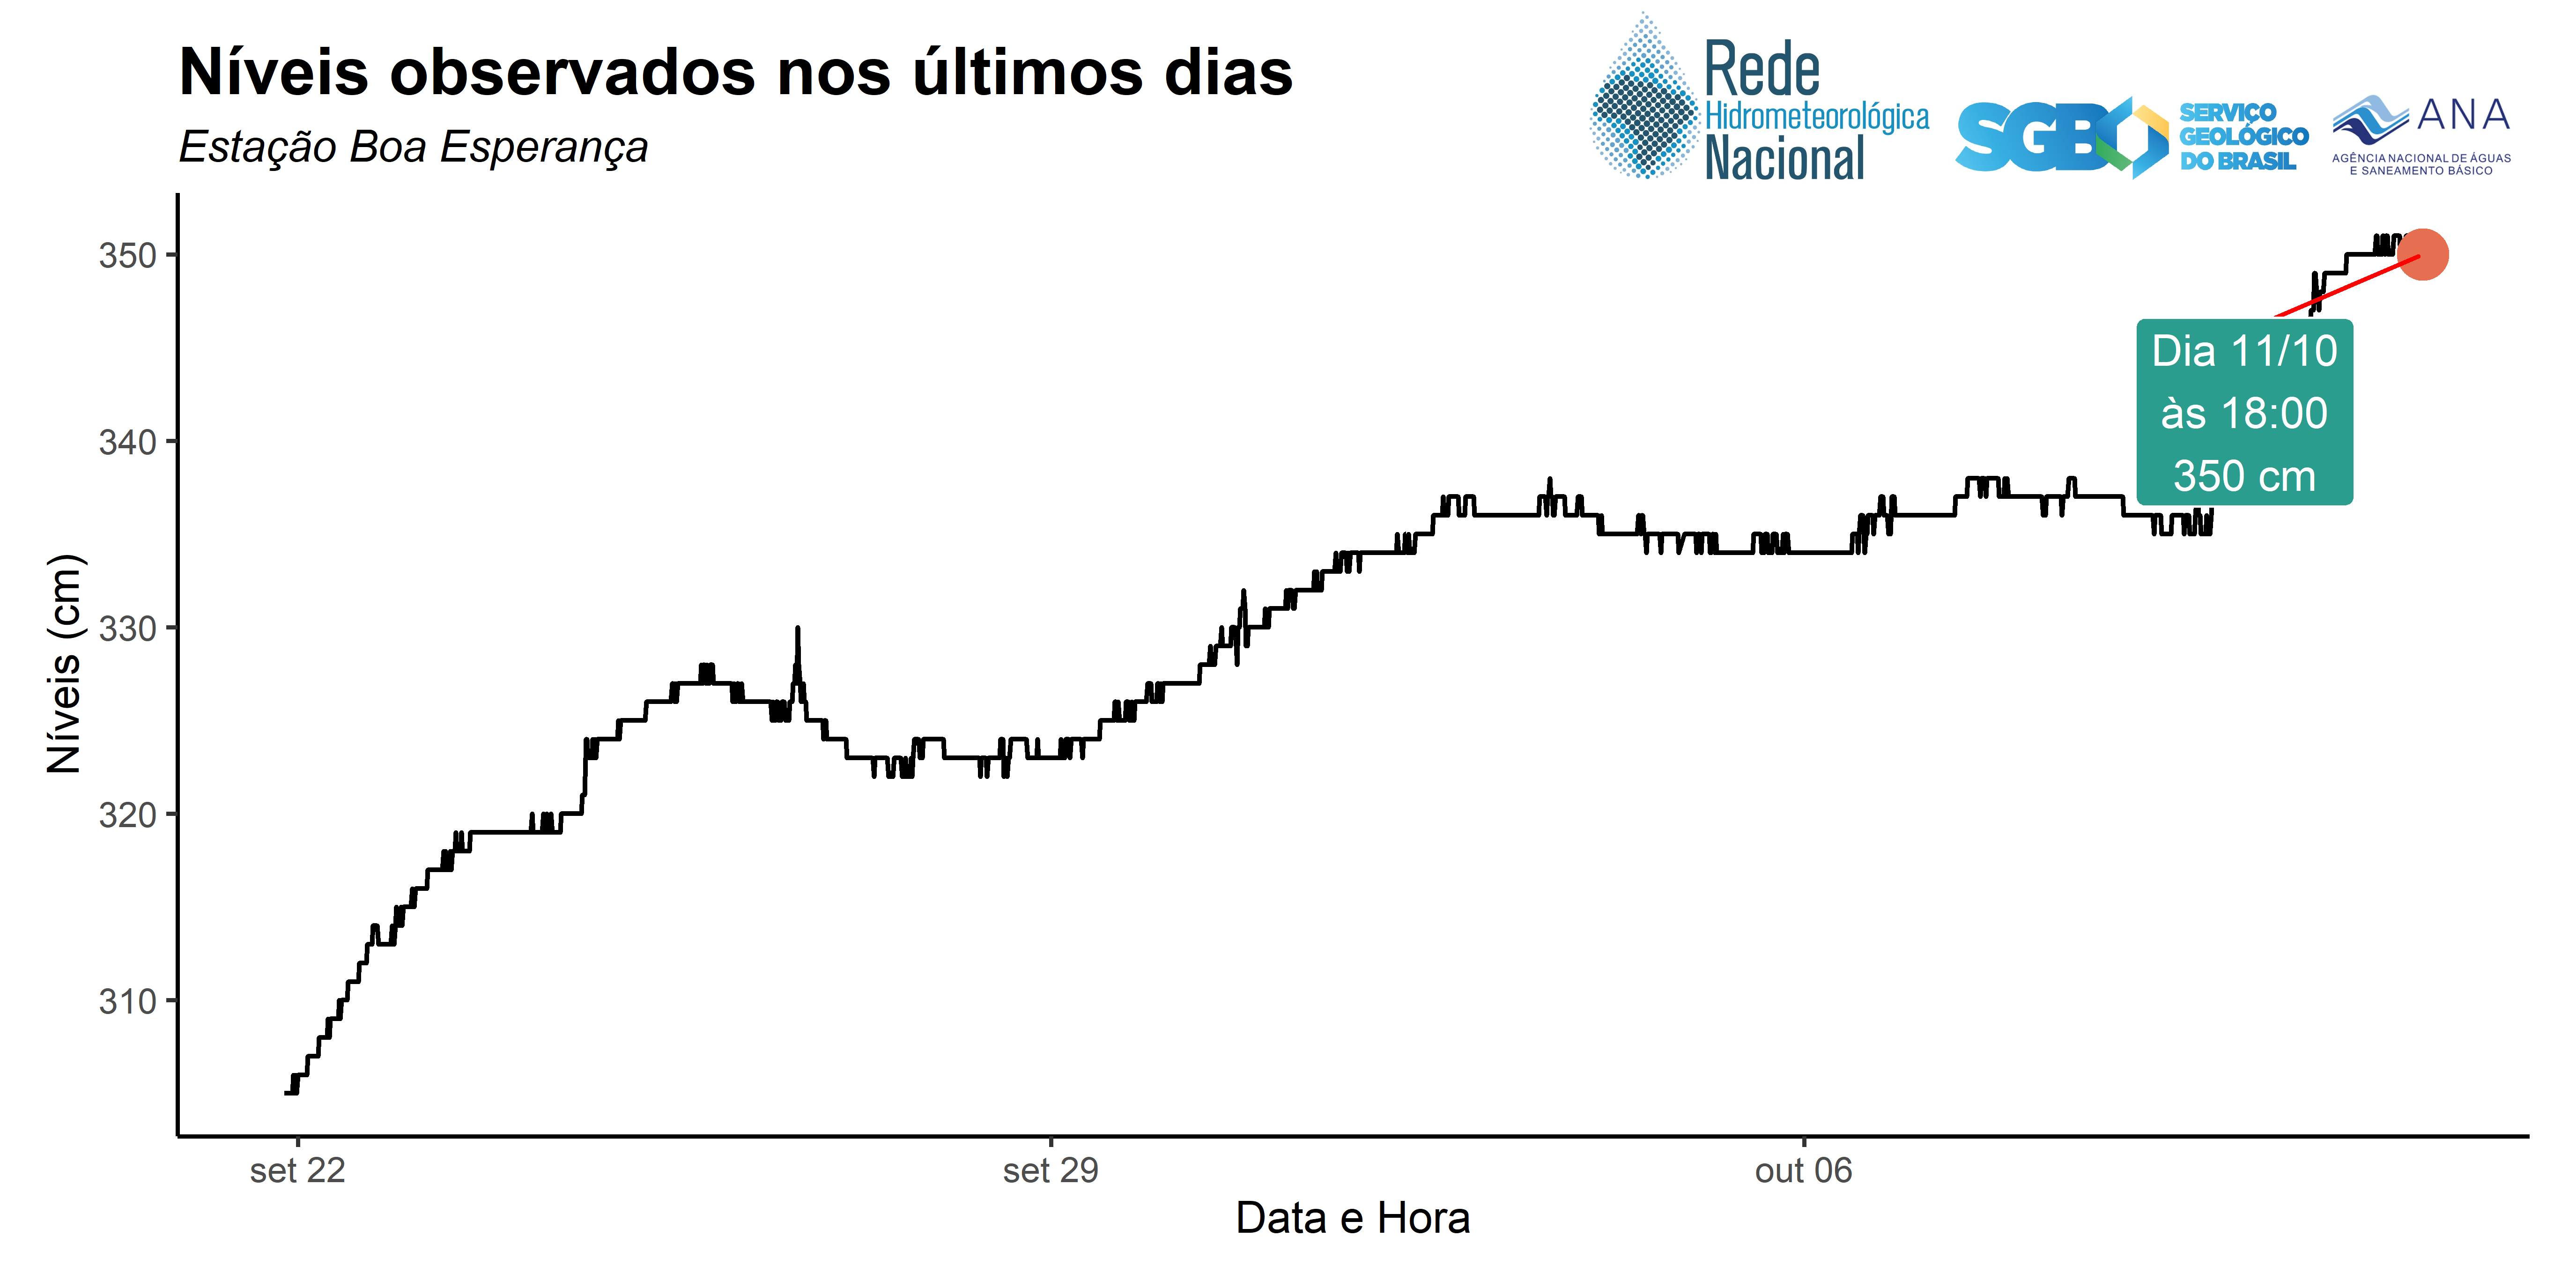 Níveis observados nos últimos dias
Estação Boa Esperança
Rede
Hidrometeorológica
Nacional
SGB
SERVIÇO
GEOLÓGICO
DO BRASIL
ANA
AGÊNCIA NACIONAL DE ÁGUAS
E SANEAMENTO BÁSICO
Níveis (cm)
350
340
330
320
310
Dia 11/10
às 18:00
350 cm
set 22
set 29
out 06
Data e Hora